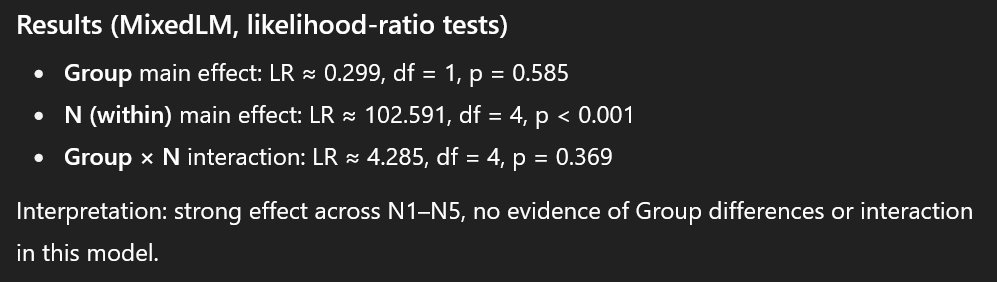 Results (MixedLM, likelihood-ratio tests)
• Group main effect: LR ≈ 0.299, df = 1, p = 0.585
• N (within) main effect: LR ≈ 102.591, df = 4, p < 0.001
• Group × N interaction: LR ≈ 4.285, df = 4, p = 0.369
Interpretation: strong effect across N1–N5, no evidence of Group differences or interaction
in this model.